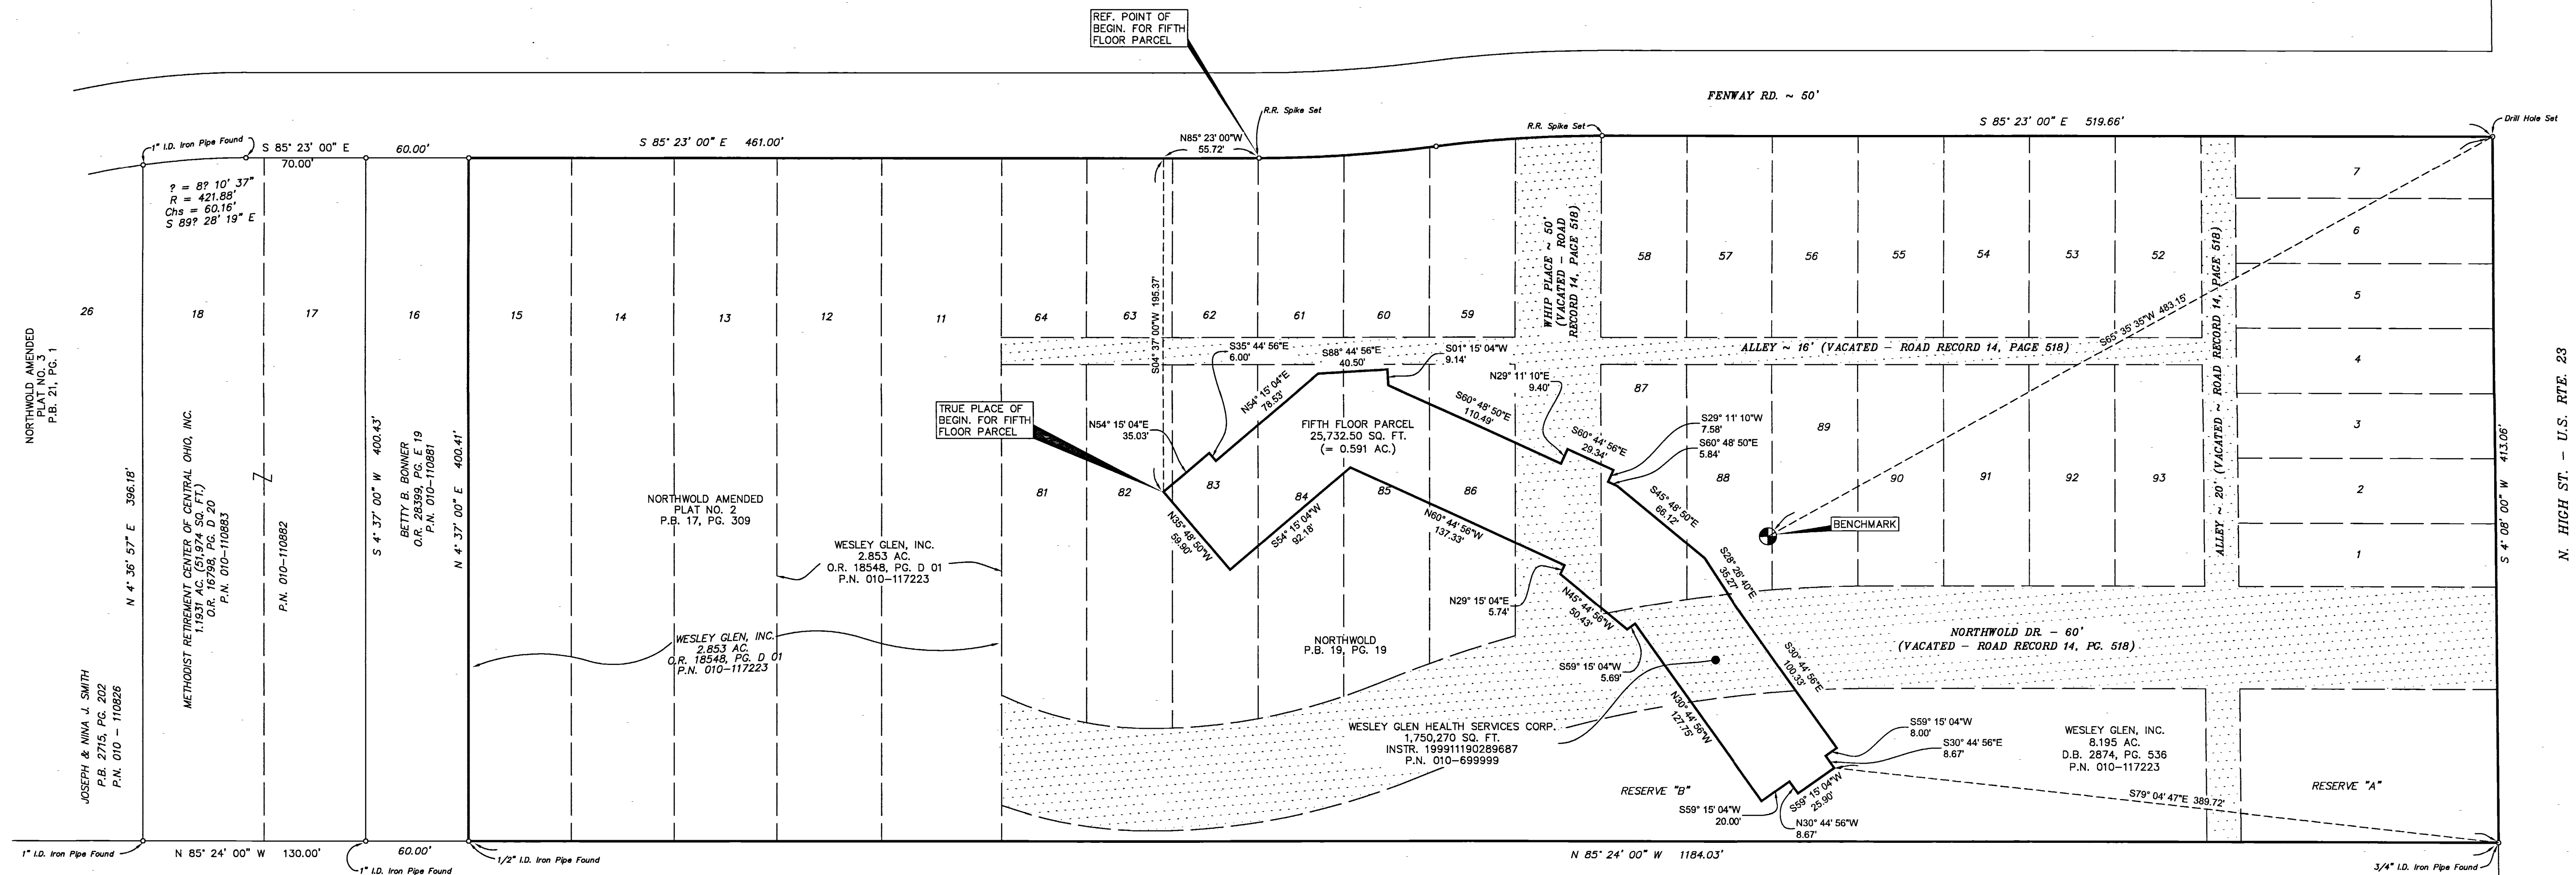 REF. POINT OF
BEGIN. FOR FIFTH
FLOOR PARCEL
FENWAY RD. ~ 50'
R.R. Spike Set
R.R. Spike Set
Drill Hole Set
1" I.D. Iron Pipe Found
S 85° 23' 00" E
70.00'
60.00'
S 85° 23' 00" E 461.00'
N85° 23' 00"W
55.72'
S 85° 23' 00" E 519.66'
? = 8? 10' 37"
R = 421.88'
Chs = 60.16'
S 89? 28' 19" E
NORTHWOLD AMENDED
PLAT NO. 3
P.B. 21, PG. 1
26
18
17
16
15
14
13
12
11
64
63
62
61
60
59
58
57
56
55
54
53
52
7
6
5
4
3
2
1
WHIP PLACE ~ 50'
(VACATED - ROAD
RECORD 14, PAGE 518)
ALLEY ~ 20' (VACATED ~ ROAD RECORD 14, PAGE 518)
ALLEY ~ 16' (VACATED - ROAD RECORD 14, PAGE 518)
S65° 35' 35"W 483.15'
S04° 37' 00"W 195.37'
S35° 44' 56"E
6.00'
S88° 44' 56"E
40.50'
S01° 15' 04"W
9.14'
N54° 15' 04"E
78.53'
N29° 11' 10"E
9.40'
S60° 48' 50"E
110.49'
S60° 44' 56"E
29.34'
S29° 11' 10"W
7.58'
S60° 48' 50"E
5.84'
TRUE PLACE OF
BEGIN. FOR FIFTH
FLOOR PARCEL
N54° 15' 04"E
35.03'
FIFTH FLOOR PARCEL
25,732.50 SQ. FT.
(= 0.591 AC.)
81
82
83
84
85
86
87
88
89
90
91
92
93
N35° 48' 50"W
59.90'
S54° 15' 04"W
92.18'
N60° 44' 56"W
137.33'
S45° 48' 50"E
66.12'
BENCHMARK
S28° 26' 40"E
35.27'
N29° 15' 04"E
5.74'
N45° 44' 56"W
50.43'
S59° 15' 04"W
5.69'
S30° 44' 56"E
100.33'
N30° 44' 56"W
127.75'
N. HIGH ST. - U.S. RTE. 23
S 4° 08' 00" W 413.06'
N 4° 36' 57" E 396.18'
METHODIST RETIREMENT CENTER OF CENTRAL OHIO, INC.
1.1931 AC. (51,974 SQ. FT.)
O.R. 16798, PG. D 20
P.N. 010-110883
P.N. 010-110882
S 4° 37' 00" W 400.43'
BETTY B. BONNER
O.R. 28399, PG. E 19
P.N. 010-110881
N 4° 37' 00" E 400.41'
NORTHWOLD AMENDED
PLAT NO. 2
P.B. 17, PG. 309
WESLEY GLEN, INC.
2.853 AC.
O.R. 18548, PG. D 01
P.N. 010-117223
WESLEY GLEN, INC.
2.853 AC.
O.R. 18548, PG. D 01
P.N. 010-117223
NORTHWOLD
P.B. 19, PG. 19
NORTHWOLD DR. - 60'
(VACATED - ROAD RECORD 14, PG. 518)
JOSEPH & NINA J. SMITH
P.B. 2715, PG. 202
P.N. 010 - 110826
WESLEY GLEN HEALTH SERVICES CORP.
1,750,270 SQ. FT.
INSTR. 199911190289687
P.N. 010-699999
S59° 15' 04"W
8.00'
S30° 44' 56"E
8.67'
WESLEY GLEN, INC.
8.195 AC.
D.B. 2874, PG. 536
P.N. 010-117223
RESERVE "B"
RESERVE "A"
S59° 15' 04"W
25.90'
S59° 15' 04"W
20.00'
N30° 44' 56"W
8.67'
S79° 04' 47"E 389.72'
1" I.D. Iron Pipe Found
N 85° 24' 00" W 130.00'
60.00'
1" I.D. Iron Pipe Found
1/2" I.D. Iron Pipe Found
N 85° 24' 00" W 1184.03'
3/4" I.D. Iron Pipe Found